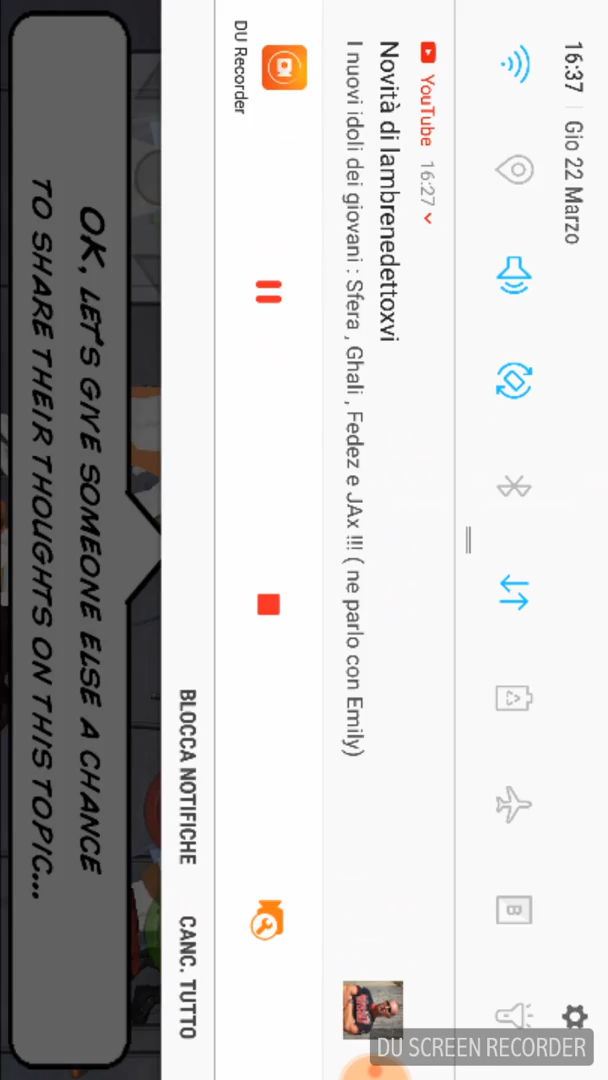 16:37 | Gio 22 Marzo
YouTube 16:27
Novità di lambrenedettoxvi
I nuovi idoli dei giovani : Sfera , Ghali , Fedez e JAx !!! ( ne parlo con Emily)
DU Recorder
BLOCCA NOTIFICHE CANC. TUTTO
OK, LET'S GIVE SOMEONE ELSE A CHANCE
TO SHARE THEIR THOUGHTS ON THIS TOPIC...
B
DU SCREEN RECORDER